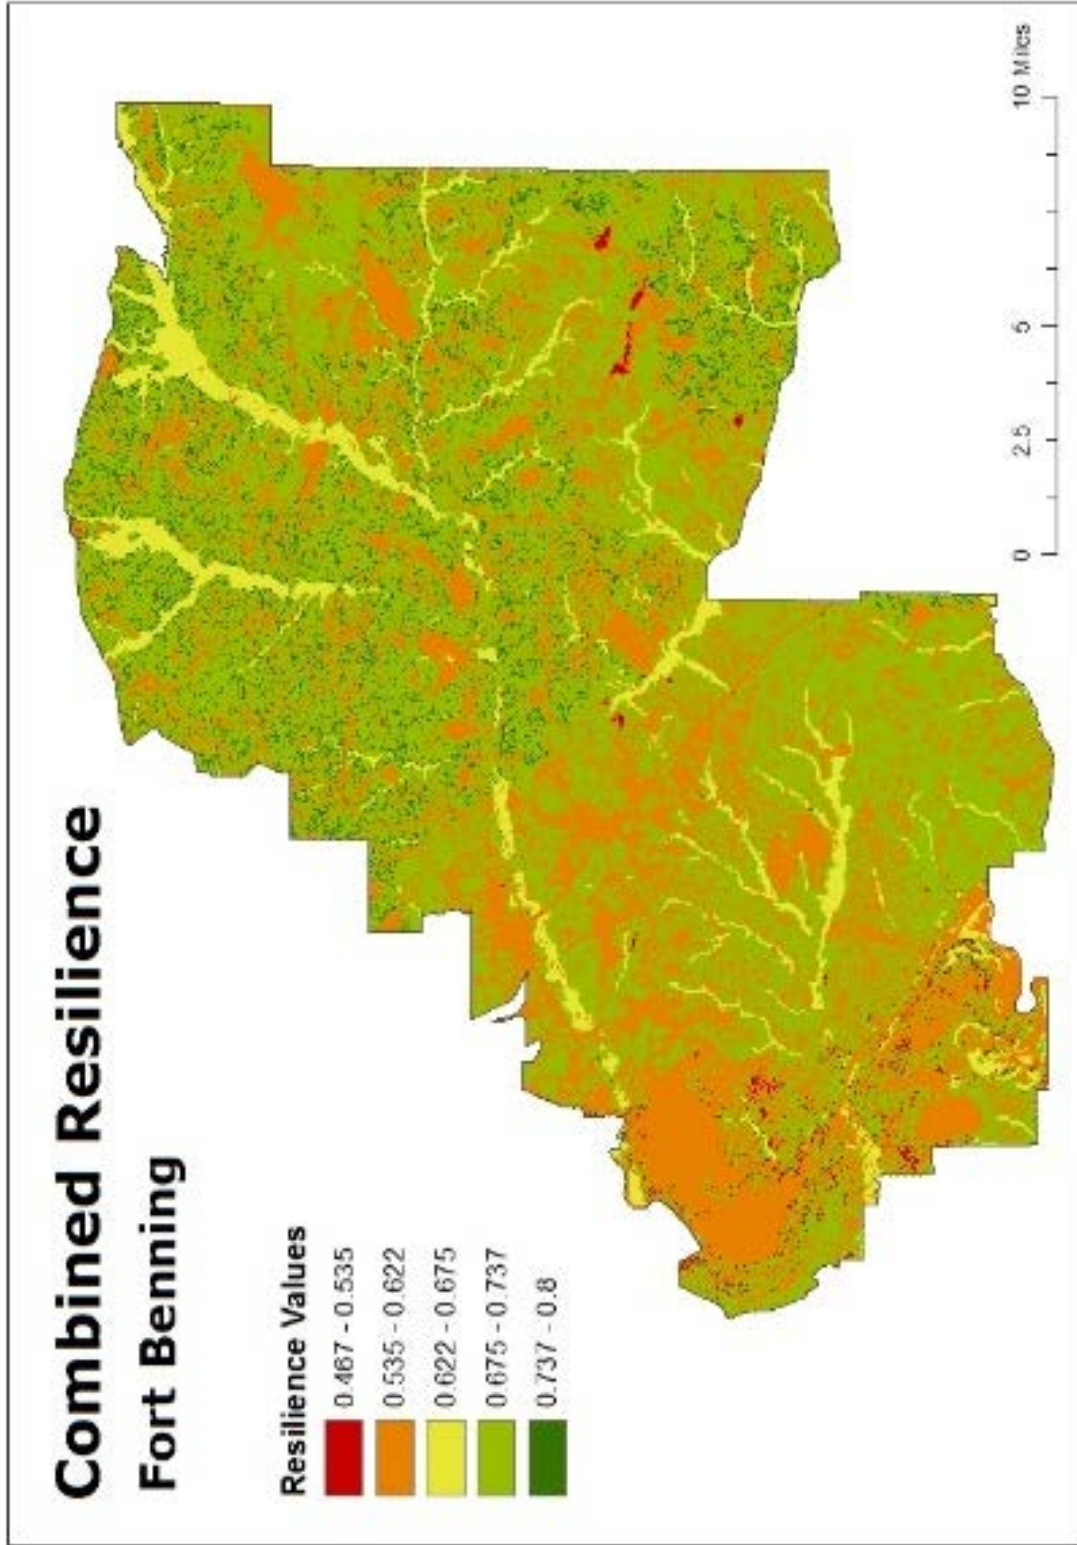 Combined Resilience
Fort Benning
Resilience Values
0.467 - 0.535
0.535 - 0.622
0.622 - 0.675
0.675 - 0.737
0.737 - 0.8
0 2.5 5 10 Miles